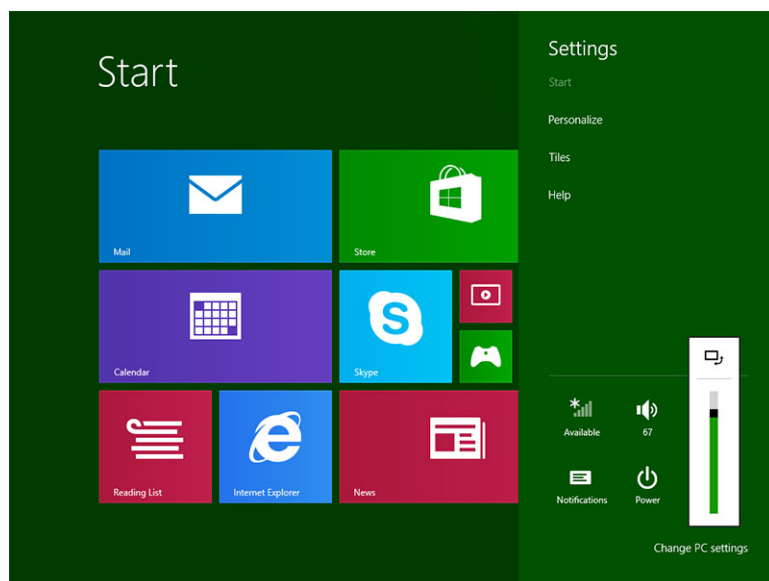 Start
Mail
Store
Calendar
Skype
Reading List
Internet Explorer
News
Settings
Start
Personalize
Tiles
Help
Available
67
Notifications
Power
Change PC settings